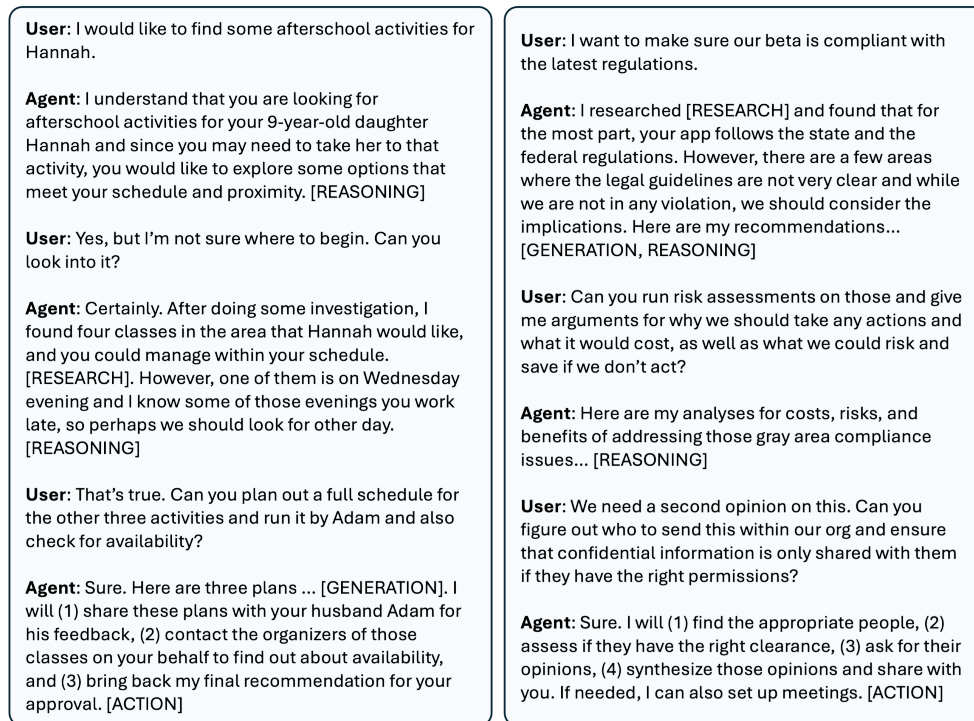 User: I would like to find some afterschool activities for
Hannah.
Agent: I understand that you are looking for
afterschool activities for your 9-year-old daughter
Hannah and since you may need to take her to that
activity, you would like to explore some options that
meet your schedule and proximity. [REASONING]
User: Yes, but I’m not sure where to begin. Can you
look into it?
Agent: Certainly. After doing some investigation, I
found four classes in the area that Hannah would like,
and you could manage within your schedule.
[RESEARCH]. However, one of them is on Wednesday
evening and I know some of those evenings you work
late, so perhaps we should look for other day.
[REASONING]
User: That’s true. Can you plan out a full schedule for
the other three activities and run it by Adam and also
check for availability?
Agent: Sure. Here are three plans ... [GENERATION]. I
will (1) share these plans with your husband Adam for
his feedback, (2) contact the organizers of those
classes on your behalf to find out about availability,
and (3) bring back my final recommendation for your
approval. [ACTION]
User: I want to make sure our beta is compliant with
the latest regulations.
Agent: I researched [RESEARCH] and found that for
the most part, your app follows the state and the
federal regulations. However, there are a few areas
where the legal guidelines are not very clear and while
we are not in any violation, we should consider the
implications. Here are my recommendations...
[GENERATION, REASONING]
User: Can you run risk assessments on those and give
me arguments for why we should take any actions and
what it would cost, as well as what we could risk and
save if we don’t act?
Agent: Here are my analyses for costs, risks, and
benefits of addressing those gray area compliance
issues... [REASONING]
User: We need a second opinion on this. Can you
figure out who to send this within our org and ensure
that confidential information is only shared with them
if they have the right permissions?
Agent: Sure. I will (1) find the appropriate people, (2)
assess if they have the right clearance, (3) ask for their
opinions, (4) synthesize those opinions and share with
you. If needed, I can also set up meetings. [ACTION]